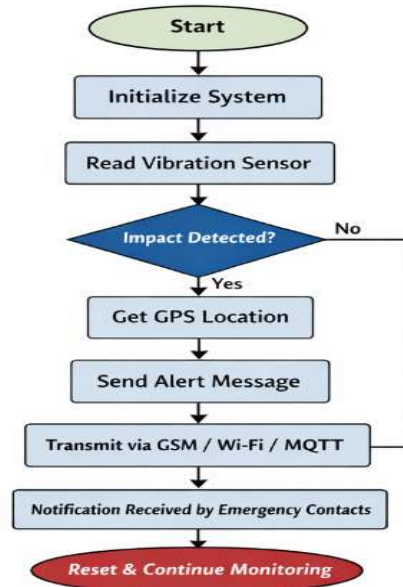 Start
Initialize System
Read Vibration Sensor
Impact Detected?
No
Yes
Get GPS Location
Send Alert Message
Transmit via GSM / Wi-Fi / MQTT
Notification Received by Emergency Contacts
Reset & Continue Monitoring